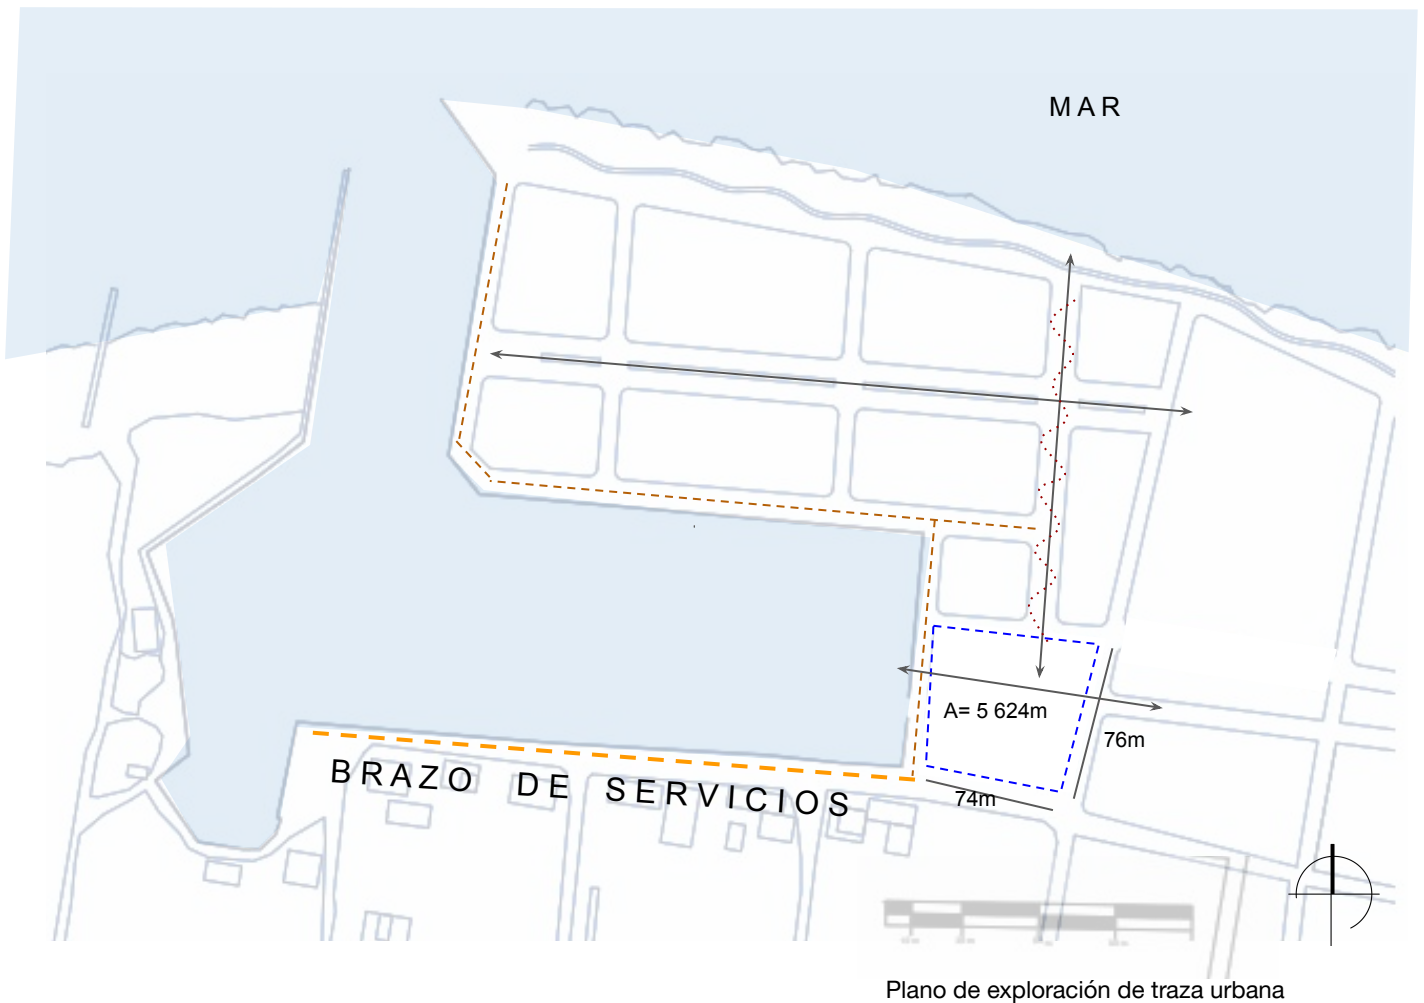 MAR
A= 5 624m
76m
74m
BRAZO DE SERVICIOS
Plano de exploración de traza urbana